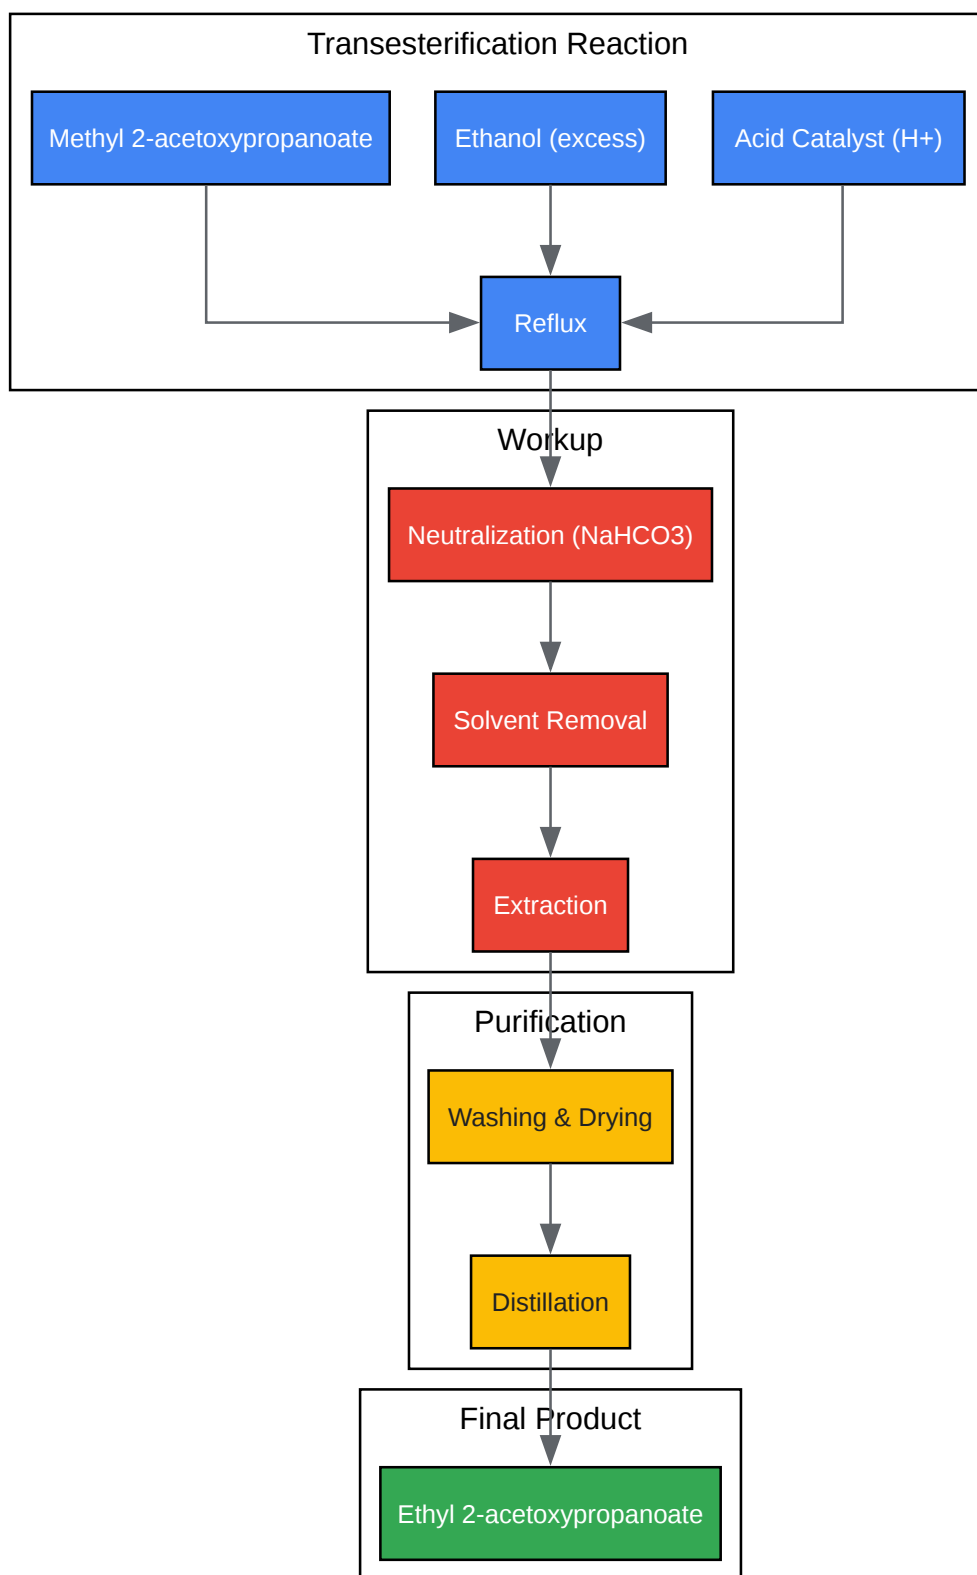 Transesterification Reaction
Methyl 2-acetoxypropanoate
Ethanol (excess)
Acid Catalyst (H+)
Reflux
Workup
Neutralization (NaHCO3)
Solvent Removal
Extraction
Purification
Washing & Drying
Distillation
Final Product
Ethyl 2-acetoxypropanoate